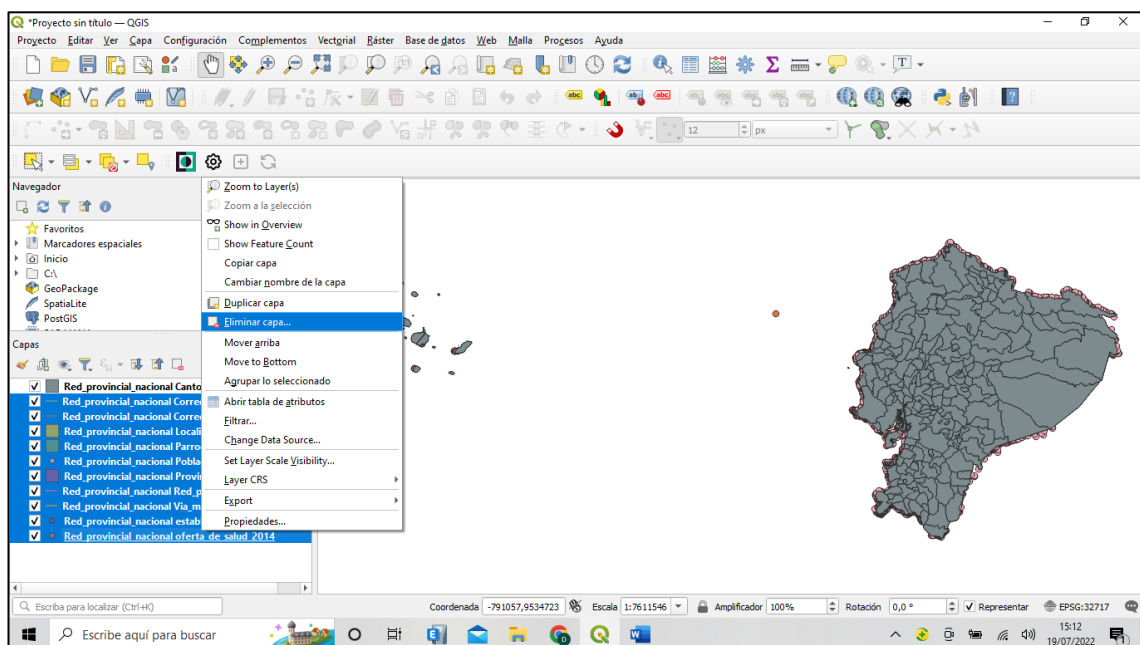 *Proyecto sin título — QGIS
Proyecto Editar Ver Capa Configuración Complementos Vectorial Ráster Base de datos Web Malla Procesos Ayuda
abc
ab
abc
12
px
Navegador
Favoritos
Marcadores espaciales
Inicio
C:\
GeoPackage
SpatiaLite
PostGIS
Capas
Red_provincial_nacional Canto
Red_provincial_nacional Corre
Red_provincial_nacional Corre
Red_provincial_nacional Locali
Red_provincial_nacional Parro
Red_provincial_nacional Pobla
Red_provincial_nacional Provi
Red_provincial_nacional Red_p
Red_provincial_nacional Via_m
Red_provincial_nacional estab
Red_provincial_nacional oferta_de_salud_2014
Zoom to Layer(s)
Zoom a la selección
Show in Overview
Show Feature Count
Copiar capa
Cambiar nombre de la capa
Duplicar capa
Eliminar capa...
Mover arriba
Move to Bottom
Agrupar lo seleccionado
Abrir tabla de atributos
Filtrar...
Change Data Source...
Set Layer Scale Visibility...
Layer CRS
Export
Propiedades...
Escriba para localizar (Ctrl+K)
Coordenada -791057,9534723 Escala 1:7611546 Amplificador 100% Rotación 0,0 ° Representar EPSG:32717
Escribe aquí para buscar
15:12
19/07/2022